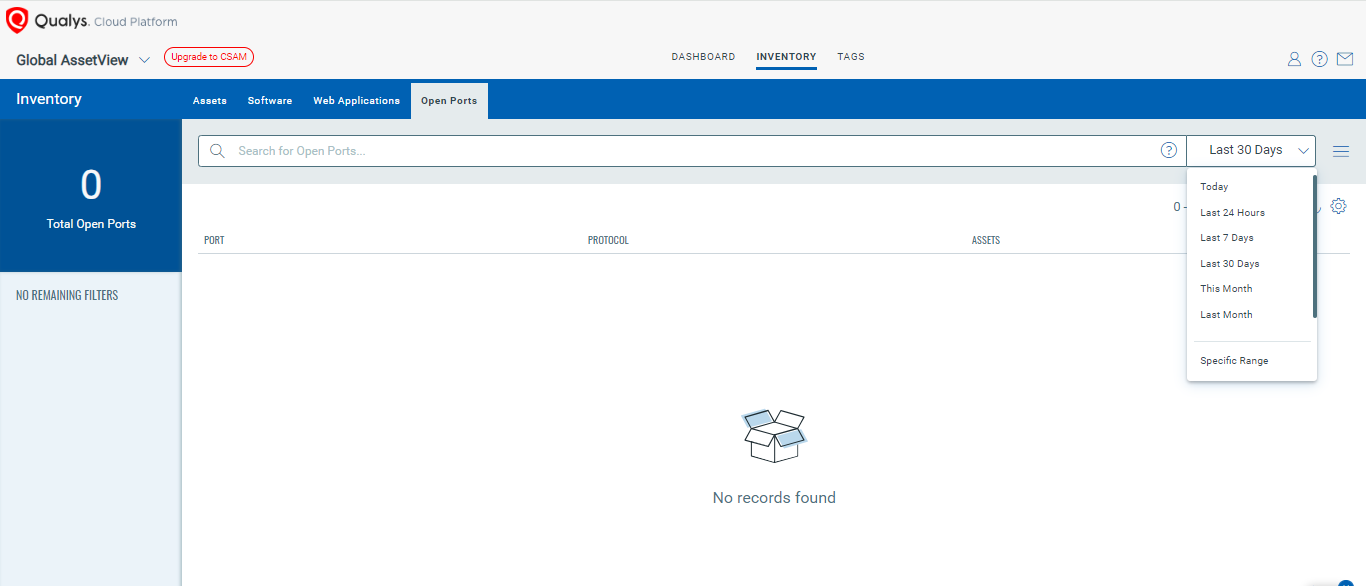 Qualys. Cloud Platform
Global AssetView
Upgrade to CSAM
DASHBOARD
INVENTORY
TAGS
Inventory
Assets
Software
Web Applications
Open Ports
0
Total Open Ports
NO REMAINING FILTERS
Search for Open Ports...
Last 30 Days
Today
Last 24 Hours
Last 7 Days
Last 30 Days
This Month
Last Month
Specific Range
0 -
PORT
PROTOCOL
ASSETS
No records found